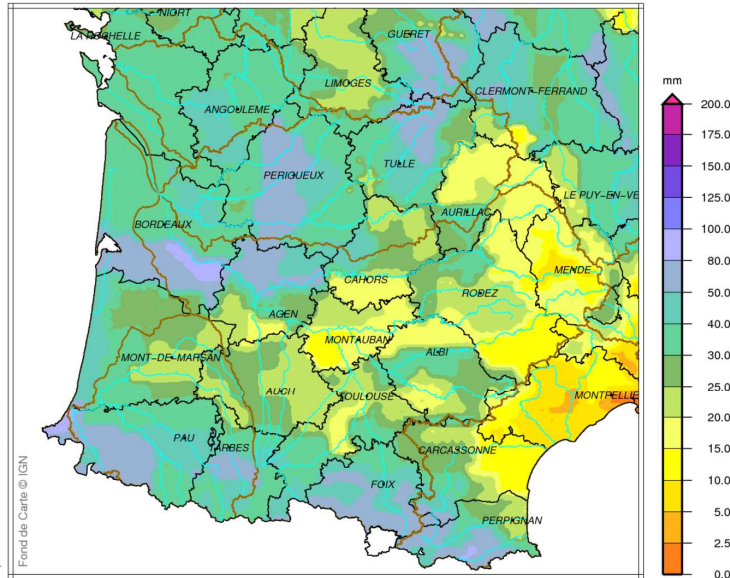 NIORT
LA ROCHELLE
GUERET
LIMOGES
CLERMONT-FERRAND
ANGOULEME
TULLE
PERIGUEUX
LE PUY-EN-VE
AURILLAC
BORDEAUX
MENDE
CAHORS
RODEZ
AGEN
MONTAUBAN
ALBI
MONT-DE-MARSAN
AUCH
TOULOUSE
MONTPELLIE
PAU
TARBES
CARCASSONNE
FOIX
PERPIGNAN
Fond de Carte © IGN
mm
200.0
175.0
150.0
125.0
100.0
80.0
60.0
50.0
40.0
30.0
25.0
20.0
15.0
10.0
5.0
2.5
0.0